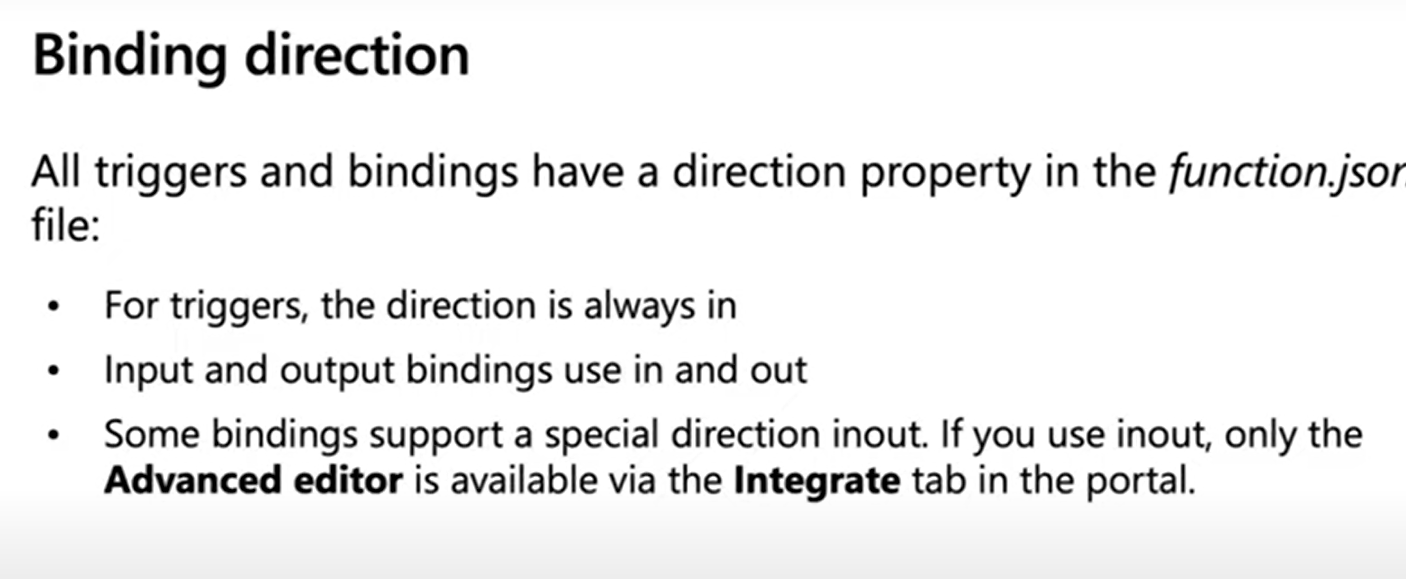 Binding direction
All triggers and bindings have a direction property in the function.json
file:
• For triggers, the direction is always in
• Input and output bindings use in and out
• Some bindings support a special direction inout. If you use inout, only the
Advanced editor is available via the Integrate tab in the portal.